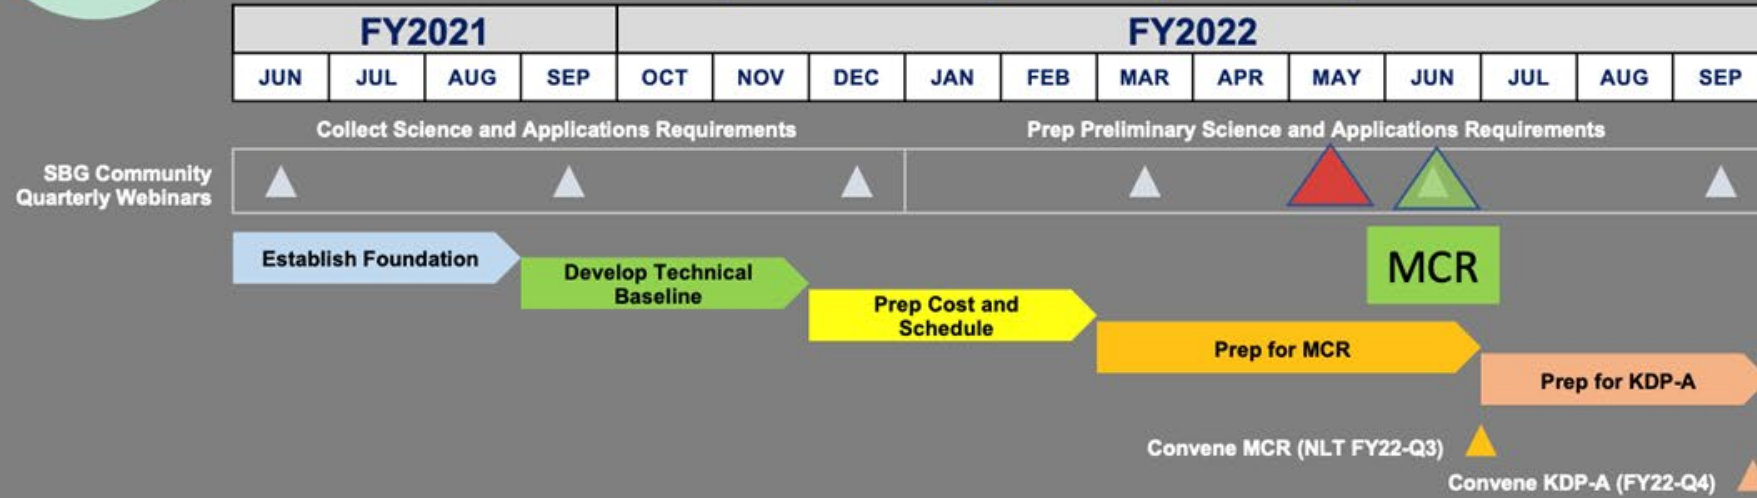 FY2021 FY2022
JUN JUL AUG SEP OCT NOV DEC JAN FEB MAR APR MAY JUN JUL AUG SEP
Collect Science and Applications Requirements Prep Preliminary Science and Applications Requirements
SBG Community
Quarterly Webinars
Establish Foundation
Develop Technical
Baseline
Prep Cost and
Schedule
MCR
Prep for MCR
Prep for KDP-A
Convene MCR (NLT FY22-Q3)
Convene KDP-A (FY22-Q4)